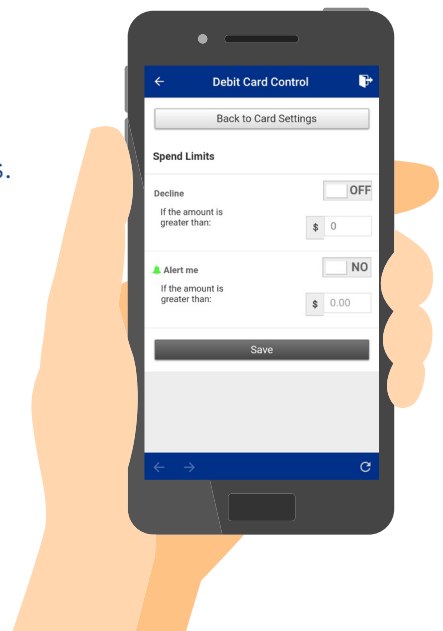 s.
Debit Card Control
Back to Card Settings
Spend Limits
Decline
OFF
If the amount is
greater than:
$ 0
Alert me
NO
If the amount is
greater than:
$ 0.00
Save